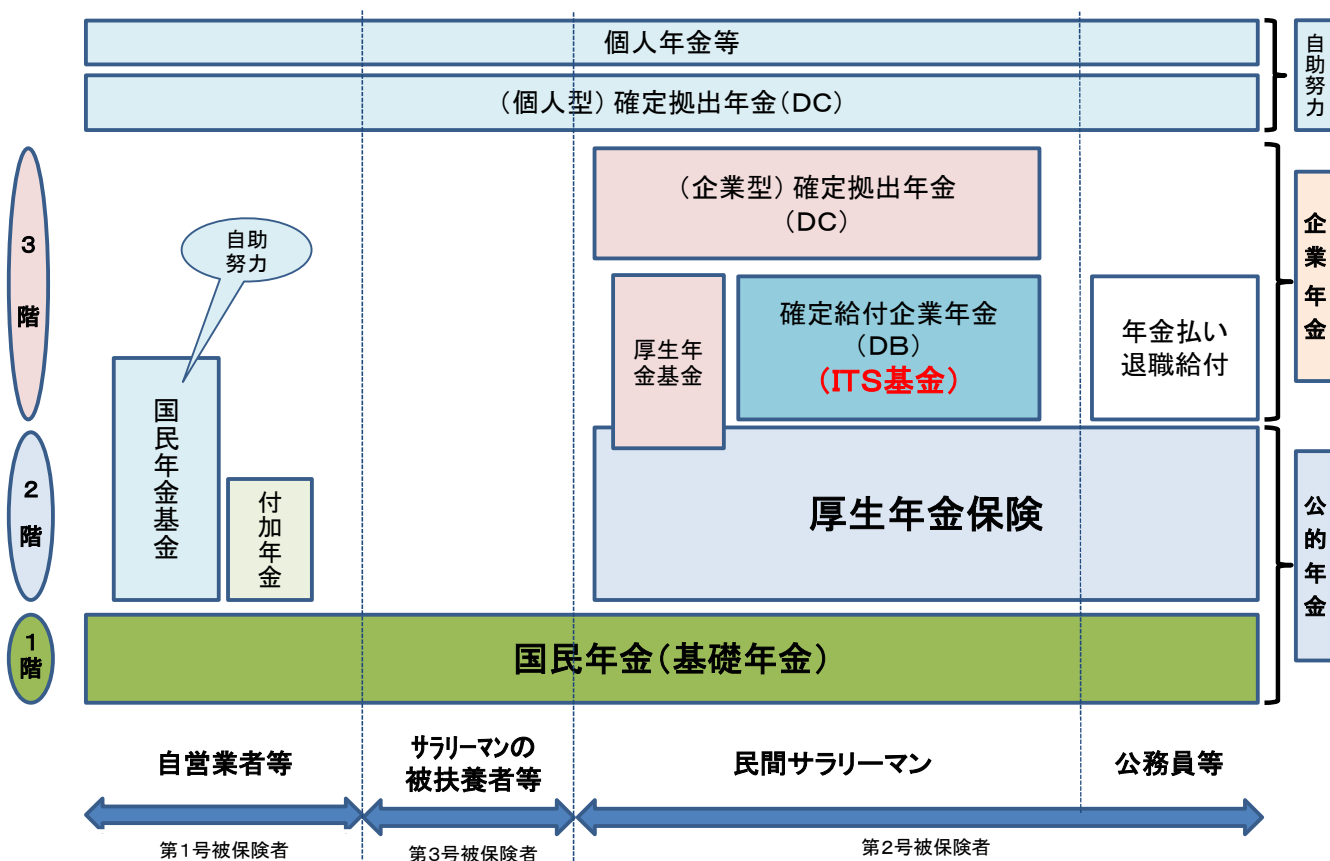 個人年金等
自助努力
（個人型）確定拠出年金（DC）
3階
（企業型）確定拠出年金
（DC）
企業年金
自助
努力
厚生年
金基金
確定給付企業年金
（DB）
（ITS基金）
年金払い
退職給付
国民年金基金
付加年金
2階
厚生年金保険
公的年金
1階
国民年金（基礎年金）
自営業者等
サラリーマンの
被扶養者等
民間サラリーマン
公務員等
第1号被保険者
第3号被保険者
第2号被保険者